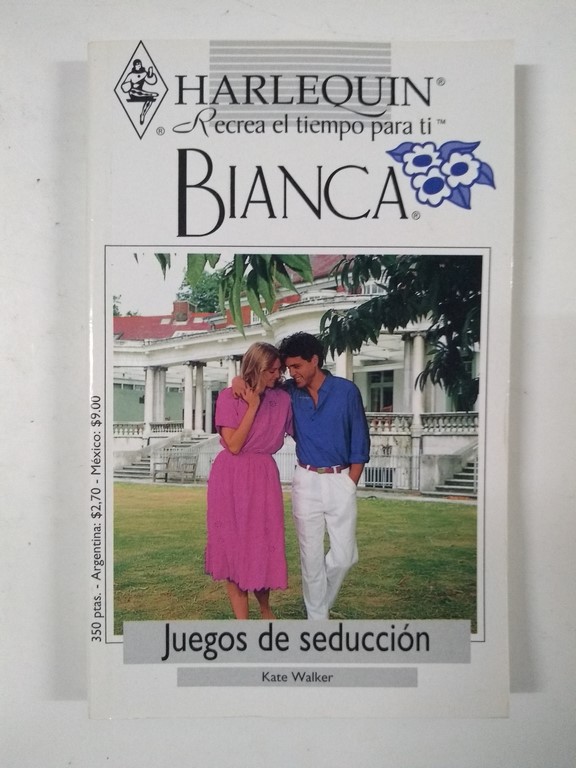 HARLEQUIN®
® Recrea el tiempo para ti™
BIANCA®
350 ptas. - Argentina: $2,70 - México: $9.00
Juegos de seducción
Kate Walker